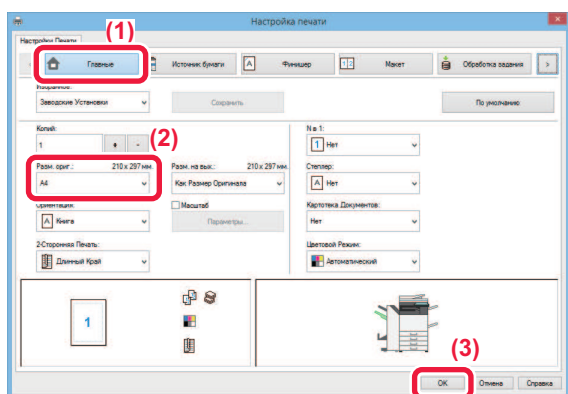 Настройка печати
Настройки Печати
(1)
Главные
Источник бумаги
Финишер
Макет
Обработка задания
Избранное:
Заводские Установки
Сохранить
По умолчанию
Копий:
1
(2)
N в 1:
Нет
Разм. ориг.: 210 x 297 мм.
Разм. на вых.: 210 x 297 мм.
Степлер:
A4
Как Размер Оригинала
Нет
Ориентация:
Масштаб
Картотека Документов:
Книга
Параметры...
Нет
2-Сторонняя Печать:
Цветовой Режим:
Длинный Край
Автоматический
1
(3)
OK
Отмена
Справка